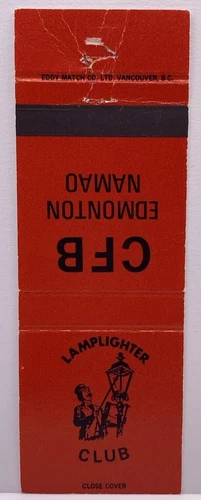 EDDY MATCH CO. LTD. VANCOUVER, B.C.
CFB
EDMONTON
NAMAO
LAMPLIGHTER
CLUB
CLOSE COVER